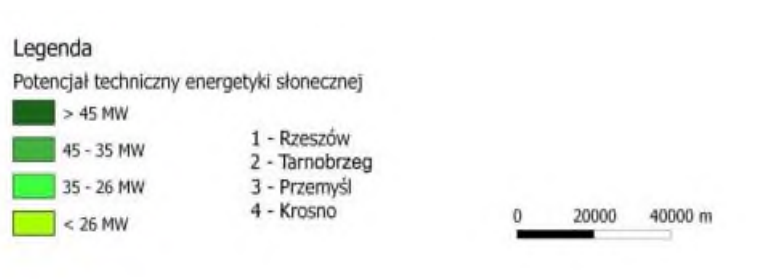 Legenda
Potencjał techniczny energetyki słonecznej
> 45 MW
45 - 35 MW
35 - 26 MW
< 26 MW
1 - Rzeszów
2 - Tarnobrzeg
3 - Przemyśl
4 - Krosno
0 20000 40000 m